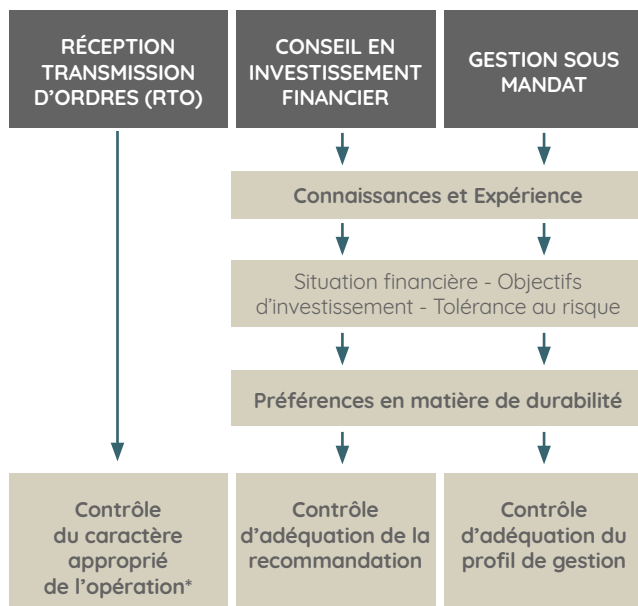 RÉCEPTION
TRANSMISSION
D'ORDRES (RTO)
CONSEIL EN
INVESTISSEMENT
FINANCIER
GESTION SOUS
MANDAT
Connaissances et Expérience
Situation financière - Objectifs
d'investissement - Tolérance au risque
Préférences en matière de durabilité
Contrôle
du caractère
approprié
de l'opération*
Contrôle
d'adéquation de la
recommandation
Contrôle
d'adéquation du
profil de gestion